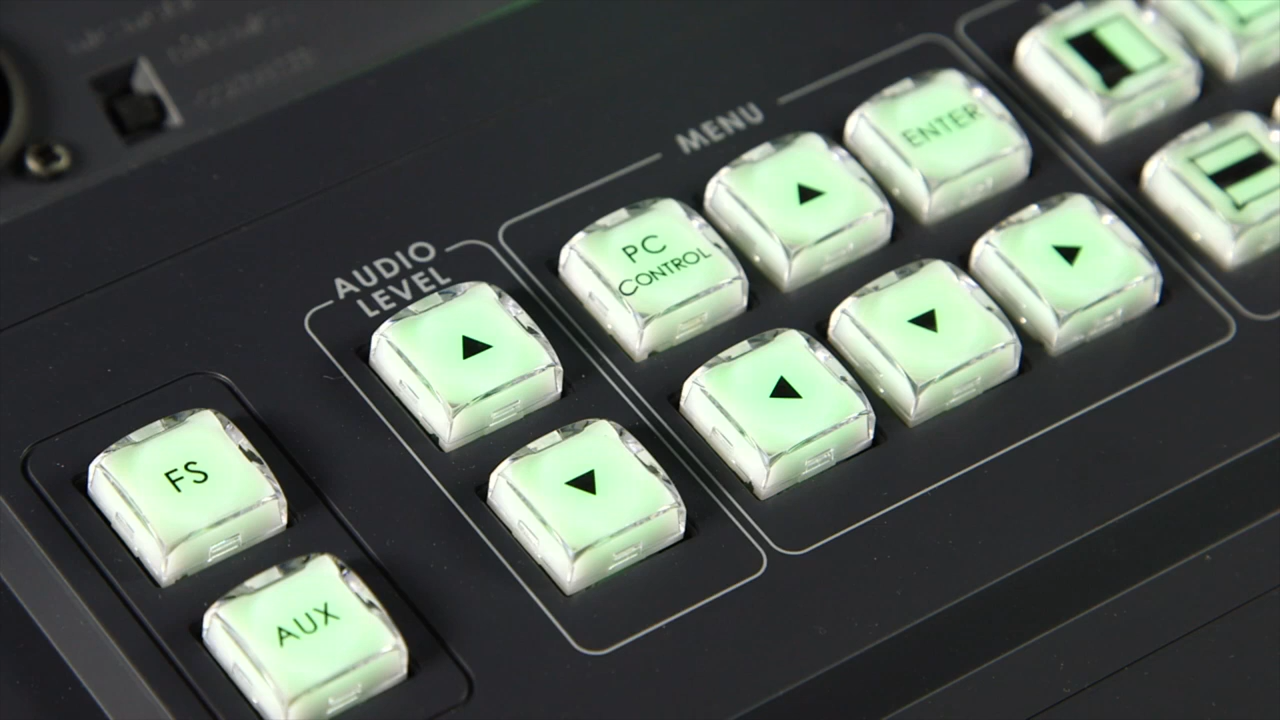 MENU
ENTER
PC
CONTROL
AUDIO
LEVEL
FS
AUX